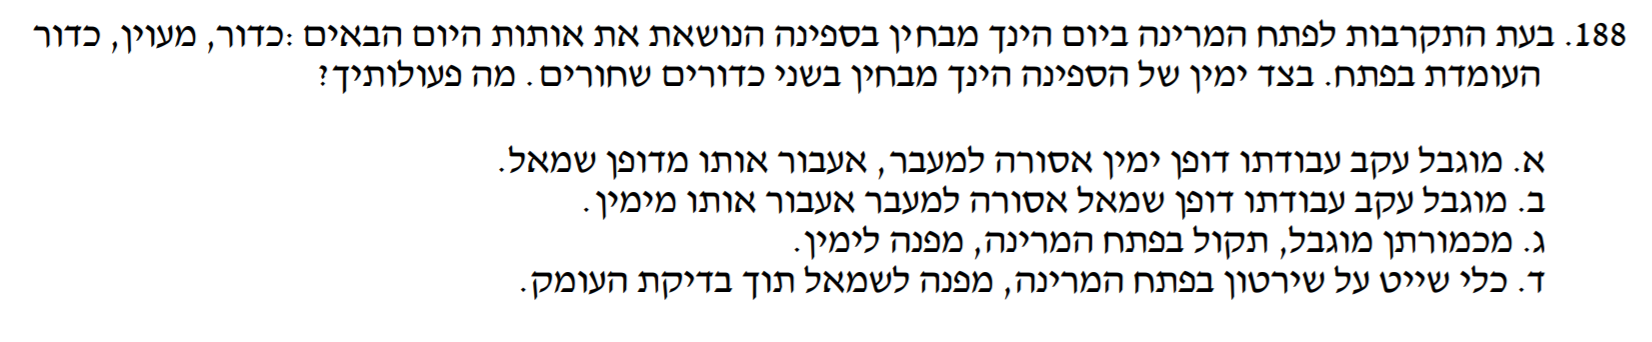 188. בעת התקרבות לפתח המרינה ביום הינך מבחין בספינה הנושאת את אותות היום הבאים :כדור, מעוין, כדור
העומדת בפתח. בצד ימין של הספינה הינך מבחין בשני כדורים שחורים. מה פעולותיך?
א. מוגבל עקב עבודתו דופן ימין אסורה למעבר, אעבור אותו מדופן שמאל.
ב. מוגבל עקב עבודתו דופן שמאל אסורה למעבר אעבור אותו מימין.
ג. מכמורתן מוגבל, תקול בפתח המרינה, מפנה לימין.
ד. כלי שייט על שירטון בפתח המרינה, מפנה לשמאל תוך בדיקת העומק.